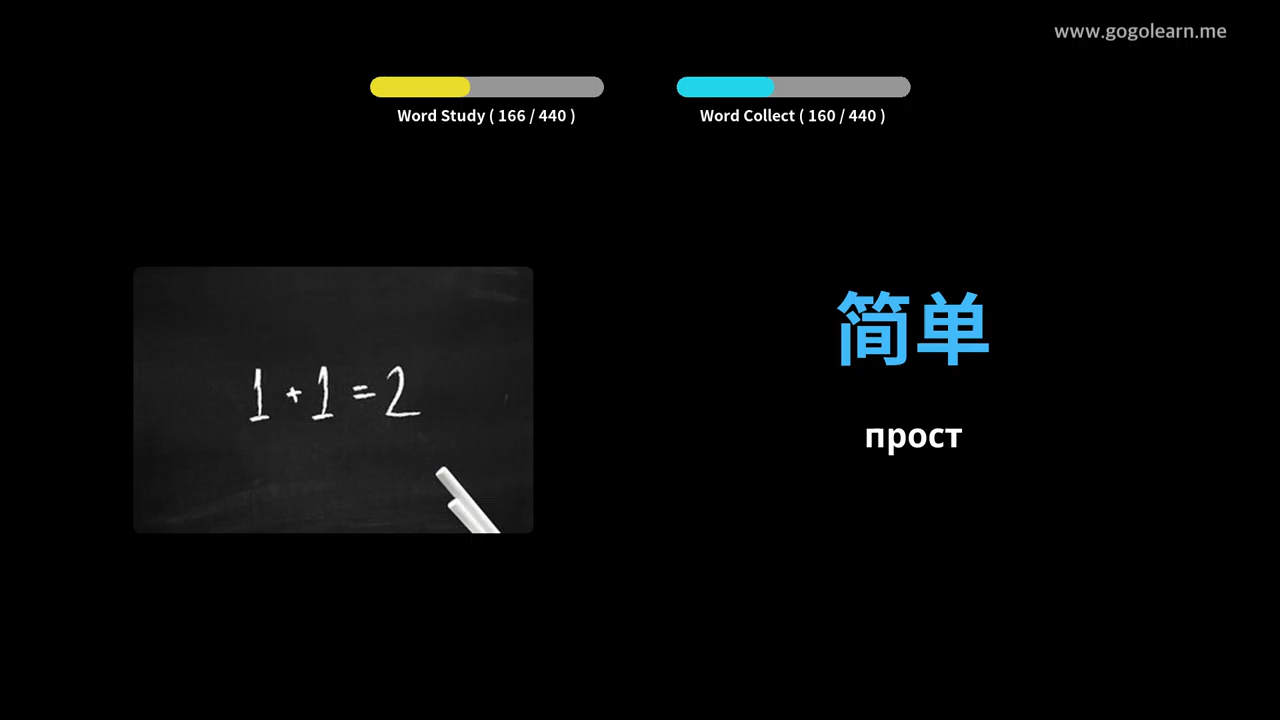 www.gogolearn.me
Word Study ( 166 / 440 )
Word Collect ( 160 / 440 )
1 + 1 = 2
简单
прост